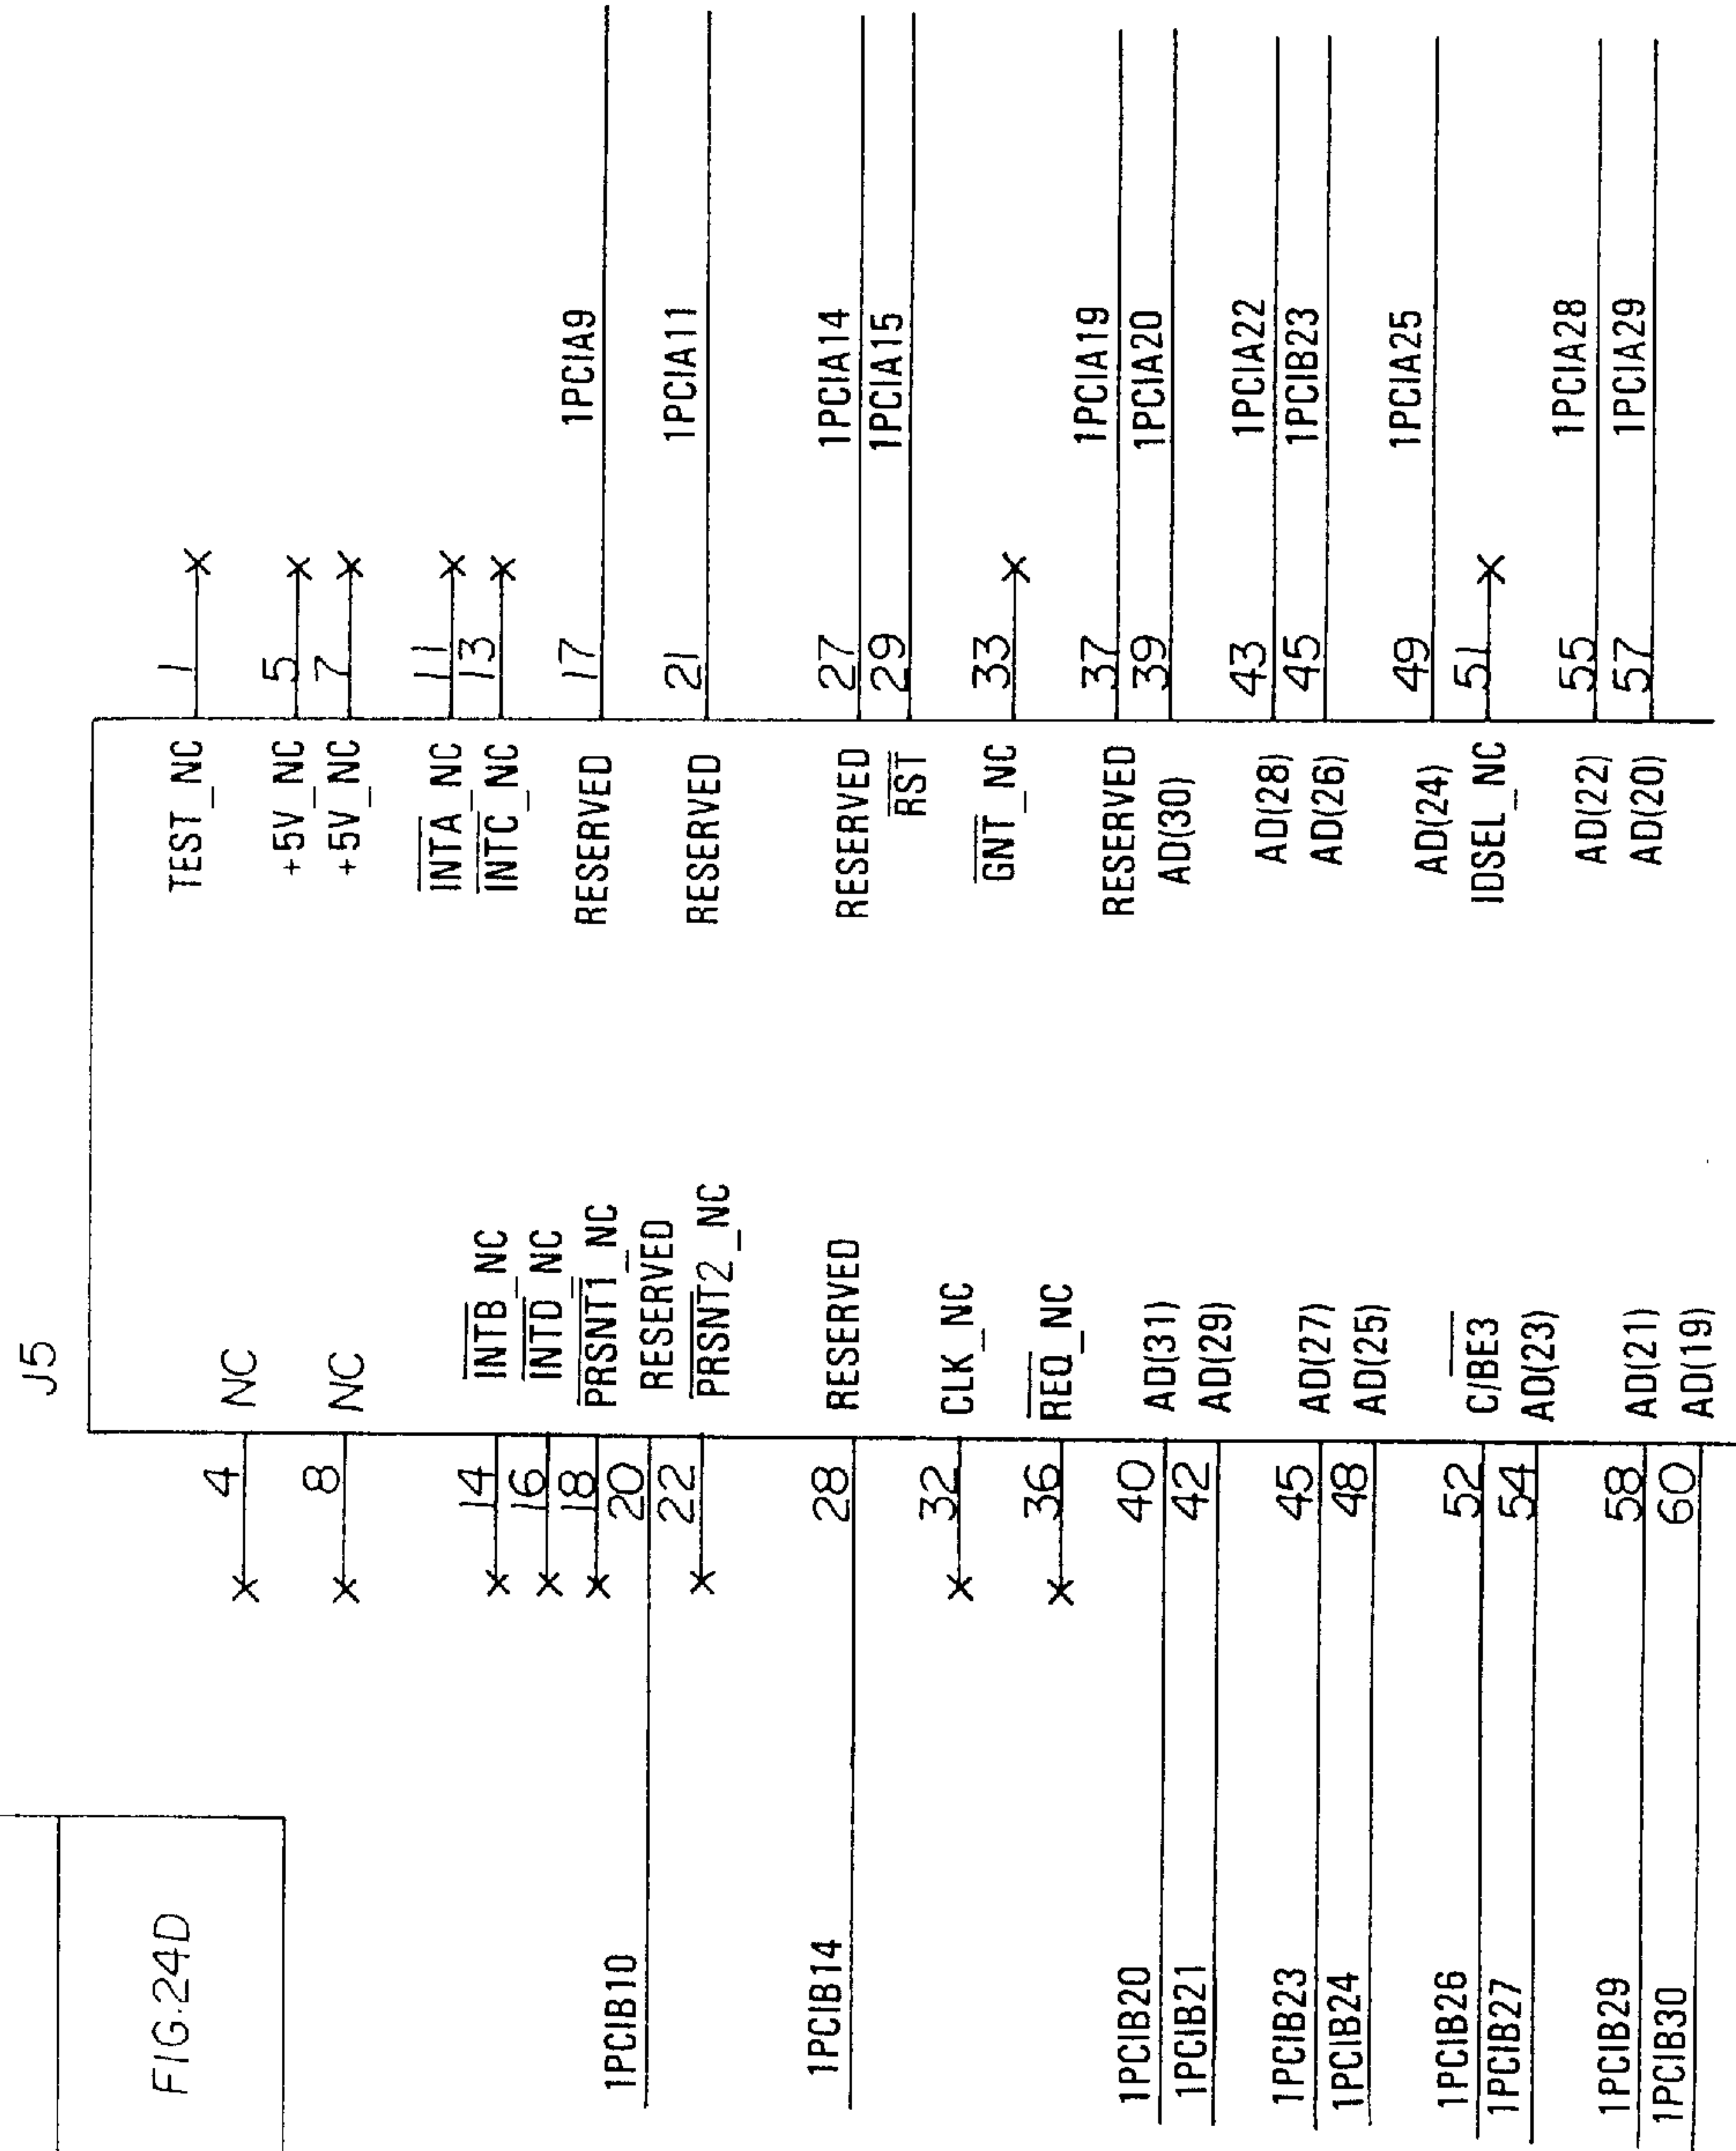 FIG.24D
J5
4 NC
8 NC
14 INTB_NC
16 INTD_NC
18 PRSNT1_NC
1PCIB10 20 RESERVED
22 PRSNT2_NC
1PCIB14 28 RESERVED
32 CLK_NC
36 REQ_NC
1PCIB20 40 AD(31)
1PCIB21 42 AD(29)
1PCIB23 45 AD(27)
1PCIB24 48 AD(25)
1PCIB26 52 C/BE3
1PCIB27 54 AD(23)
1PCIB29 58 AD(21)
1PCIB30 60 AD(19)
TEST_NC 1
+5V_NC 5
+5V_NC 7
INTA_NC 11
INTC_NC 13
RESERVED 17 1PCIA9
RESERVED 21 1PCIA11
RESERVED 27 1PCIA14
RST 29 1PCIA15
GNT_NC 33
RESERVED 37 1PCIA19
AD(30) 39 1PCIA20
AD(28) 43 1PCIA22
AD(26) 45 1PCIB23
AD(24) 49 1PCIA25
IDSEL_NC 51
AD(22) 55 1PCIA28
AD(20) 57 1PCIA29